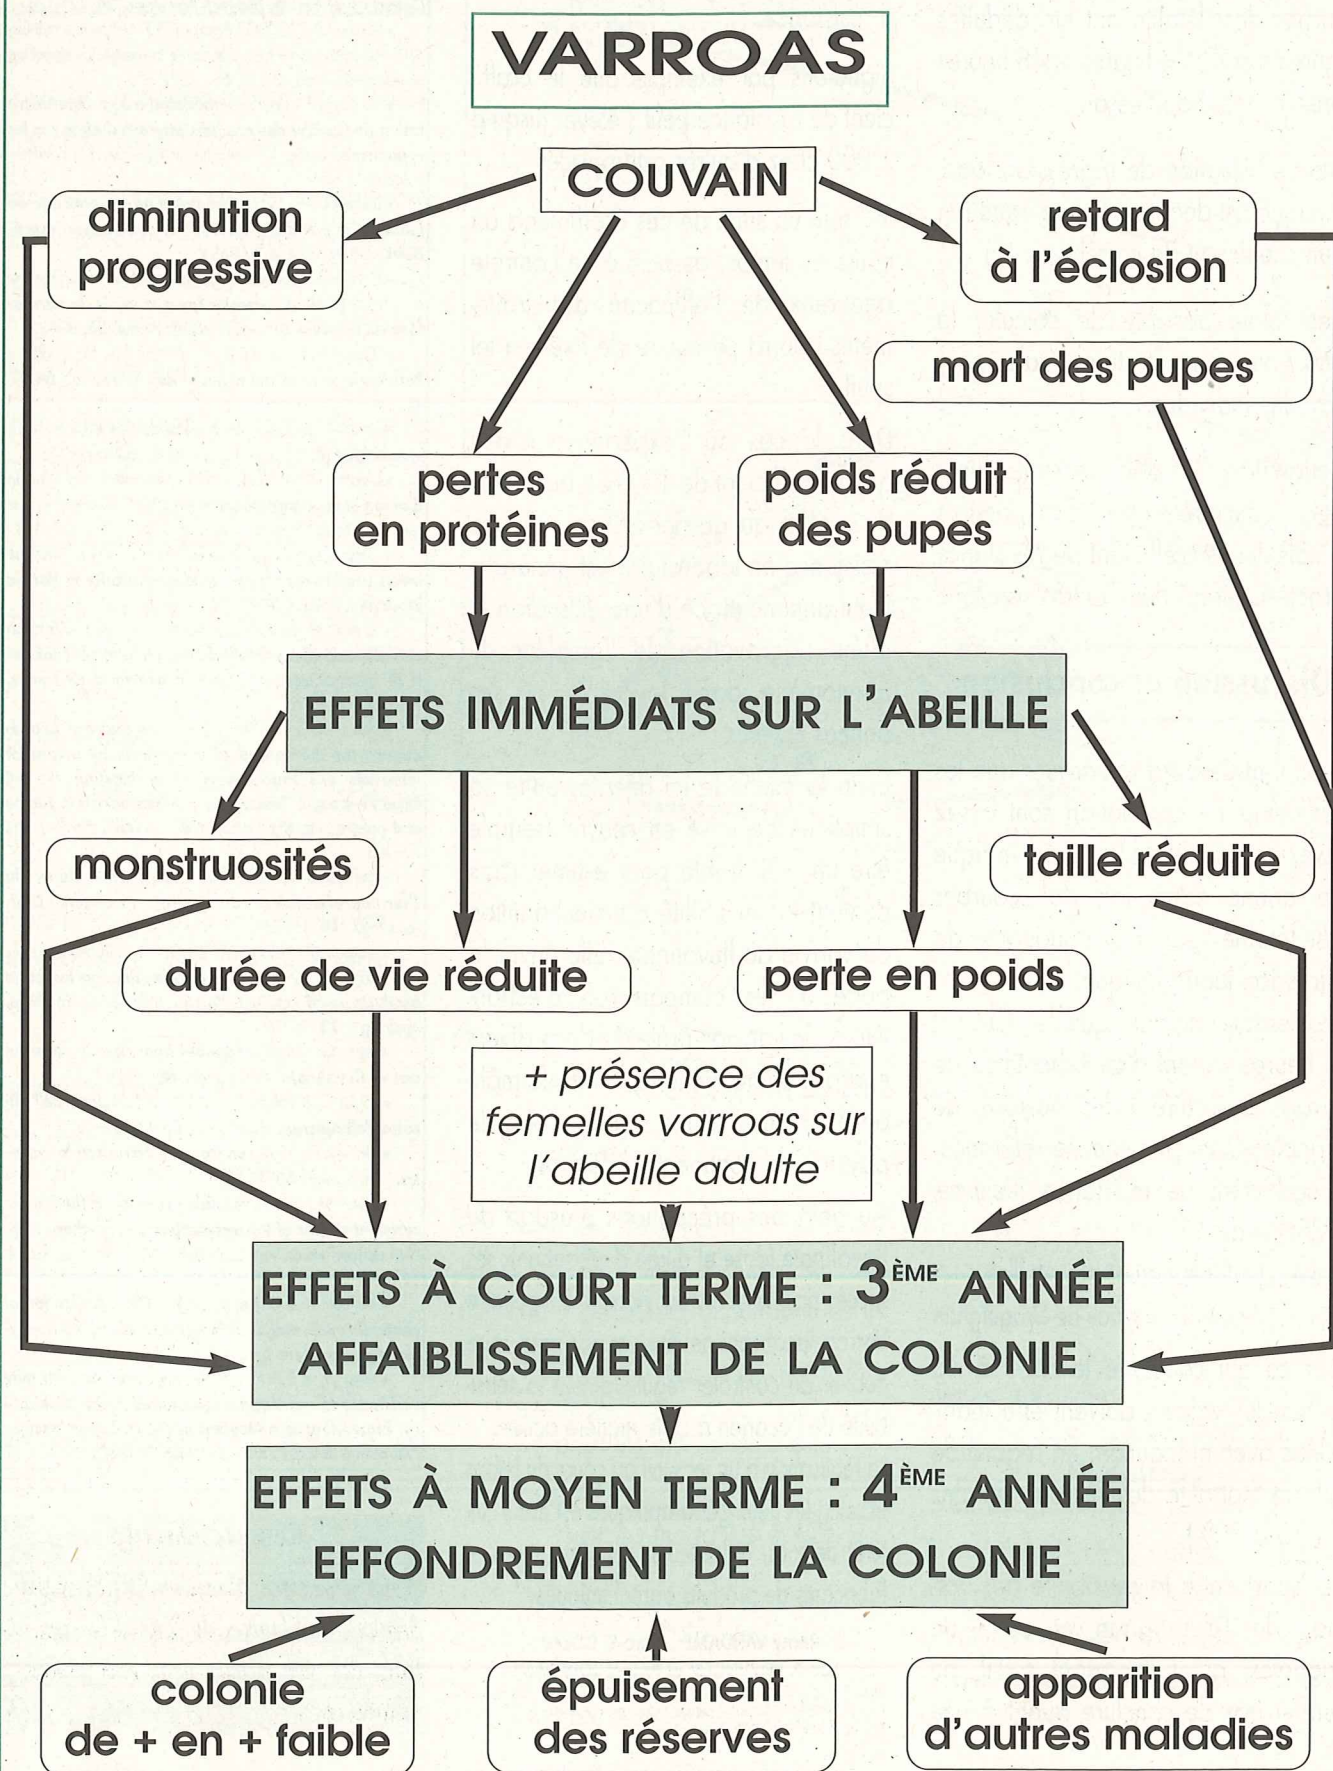 VARROAS
COUVAIN
diminution
progressive
retard
à l'éclosion
mort des pupes
pertes
en protéines
poids réduit
des pupes
EFFETS IMMÉDIATS SUR L'ABEILLE
monstruosités
taille réduite
durée de vie réduite
perte en poids
+ présence des
femelles varroas sur
l'abeille adulte
EFFETS À COURT TERME : 3ÈME ANNÉE
AFFAIBLISSEMENT DE LA COLONIE
EFFETS À MOYEN TERME : 4ÈME ANNÉE
EFFONDREMENT DE LA COLONIE
colonie
de + en + faible
épuisement
des réserves
apparition
d'autres maladies